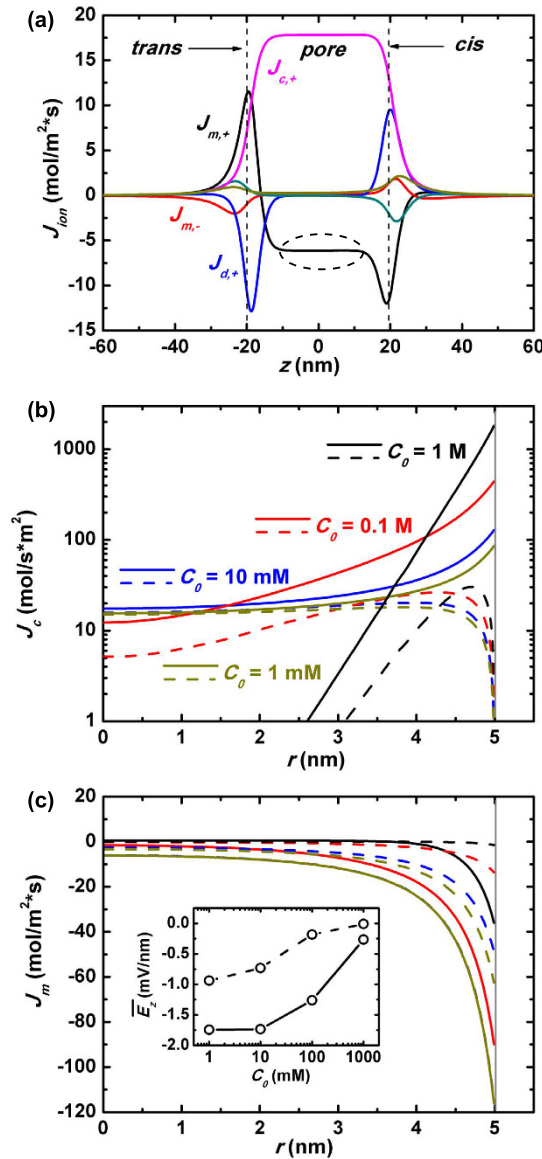 (a)
20
trans
pore
cis
15
J_c,+
10
J_m,+
5
0
J_m,-
-5
J_d,+
-10
-15
J_ion (mol/m²*s)
-60 -40 -20 0 20 40 60
z (nm)
(b)
1000
C_0 = 1 M
100
C_0 = 0.1 M
C_0 = 10 mM
10
C_0 = 1 mM
1
J_c (mol/s*m²)
0 1 2 3 4 5
r (nm)
(c)
20
0
-20
-40
-60
-80
-100
-120
J_m (mol/m²*s)
0.0
-0.5
-1.0
-1.5
-2.0
E̅_z (mV/nm)
1 10 100 1000
C_0 (mM)
0 1 2 3 4 5
r (nm)